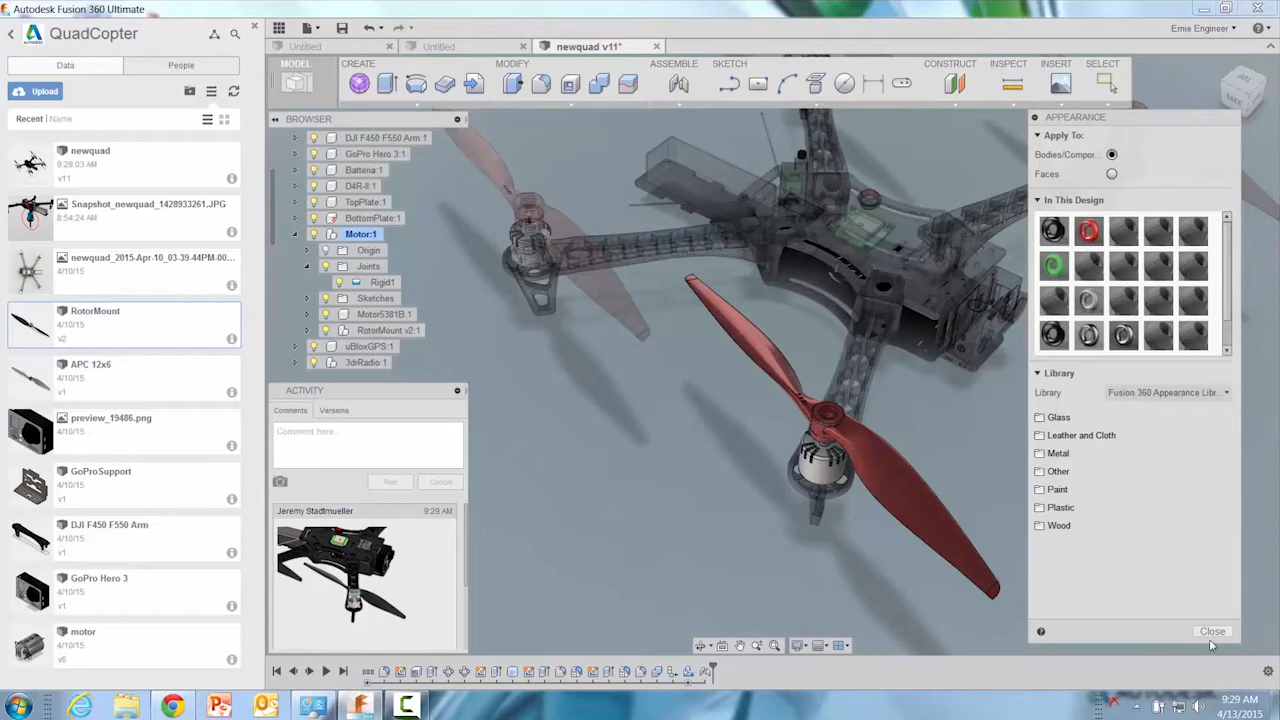 Autodesk Fusion 360 Ultimate
QuadCopter
AUTODESK
Data People
Upload
Recent | Name
newquad
9:28:03 AM
v11
Snapshot_newquad_1428933261.JPG
8:54:24 AM
newquad_2015-Apr-10_03-39-44PM-00...
4/10/15
RotorMount
4/10/15
v2
APC 12x6
4/10/15
v1
preview_19486.png
4/10/15
GoProSupport
4/10/15
v1
DJI F450 F550 Arm
4/10/15
v1
GoPro Hero 3
4/10/15
v1
motor
4/10/15
v6
Ernie Engineer
Untitled Untitled newquad v11*
MODEL CREATE MODIFY ASSEMBLE SKETCH CONSTRUCT INSPECT INSERT SELECT
BROWSER
DJI F450 F550 Arm:1
GoPro Hero 3:1
Batteria:1
D4R-II:1
TopPlate:1
BottomPlate:1
Motor:1
Origin
Joints
Rigid1
Sketches
Motor5381B:1
RotorMount v2:1
uBloxGPS:1
3drRadio:1
ACTIVITY
Comments Versions
Comment here...
Post Cancel
Jeremy Stadtmueller 9:29 AM
BACK
APPEARANCE
Apply To:
Bodies/Compor...
Faces
In This Design
Library
Library Fusion 360 Appearance Libr...
Glass
Leather and Cloth
Metal
Other
Paint
Plastic
Wood
Close
9:29 AM
4/13/2015